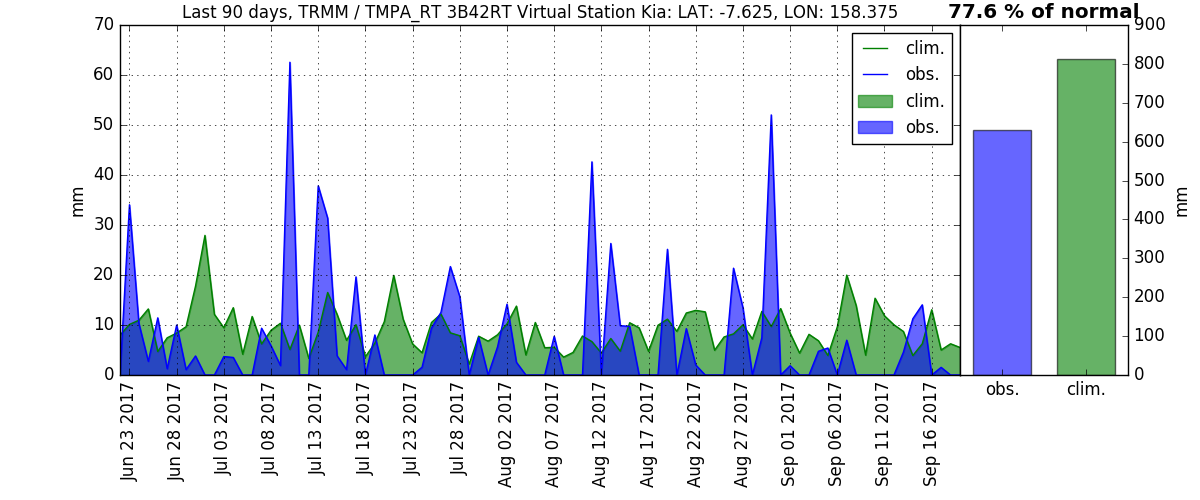 Last 90 days, TRMM / TMPA_RT 3B42RT Virtual Station Kia: LAT: -7.625, LON: 158.375
77.6 % of normal
70
60
50
40
30
20
10
0
mm
clim.
obs.
clim.
obs.
Jun 23 2017
Jun 28 2017
Jul 03 2017
Jul 08 2017
Jul 13 2017
Jul 18 2017
Jul 23 2017
Jul 28 2017
Aug 02 2017
Aug 07 2017
Aug 12 2017
Aug 17 2017
Aug 22 2017
Aug 27 2017
Sep 01 2017
Sep 06 2017
Sep 11 2017
Sep 16 2017
900
800
700
600
500
400
300
200
100
0
mm
obs.
clim.